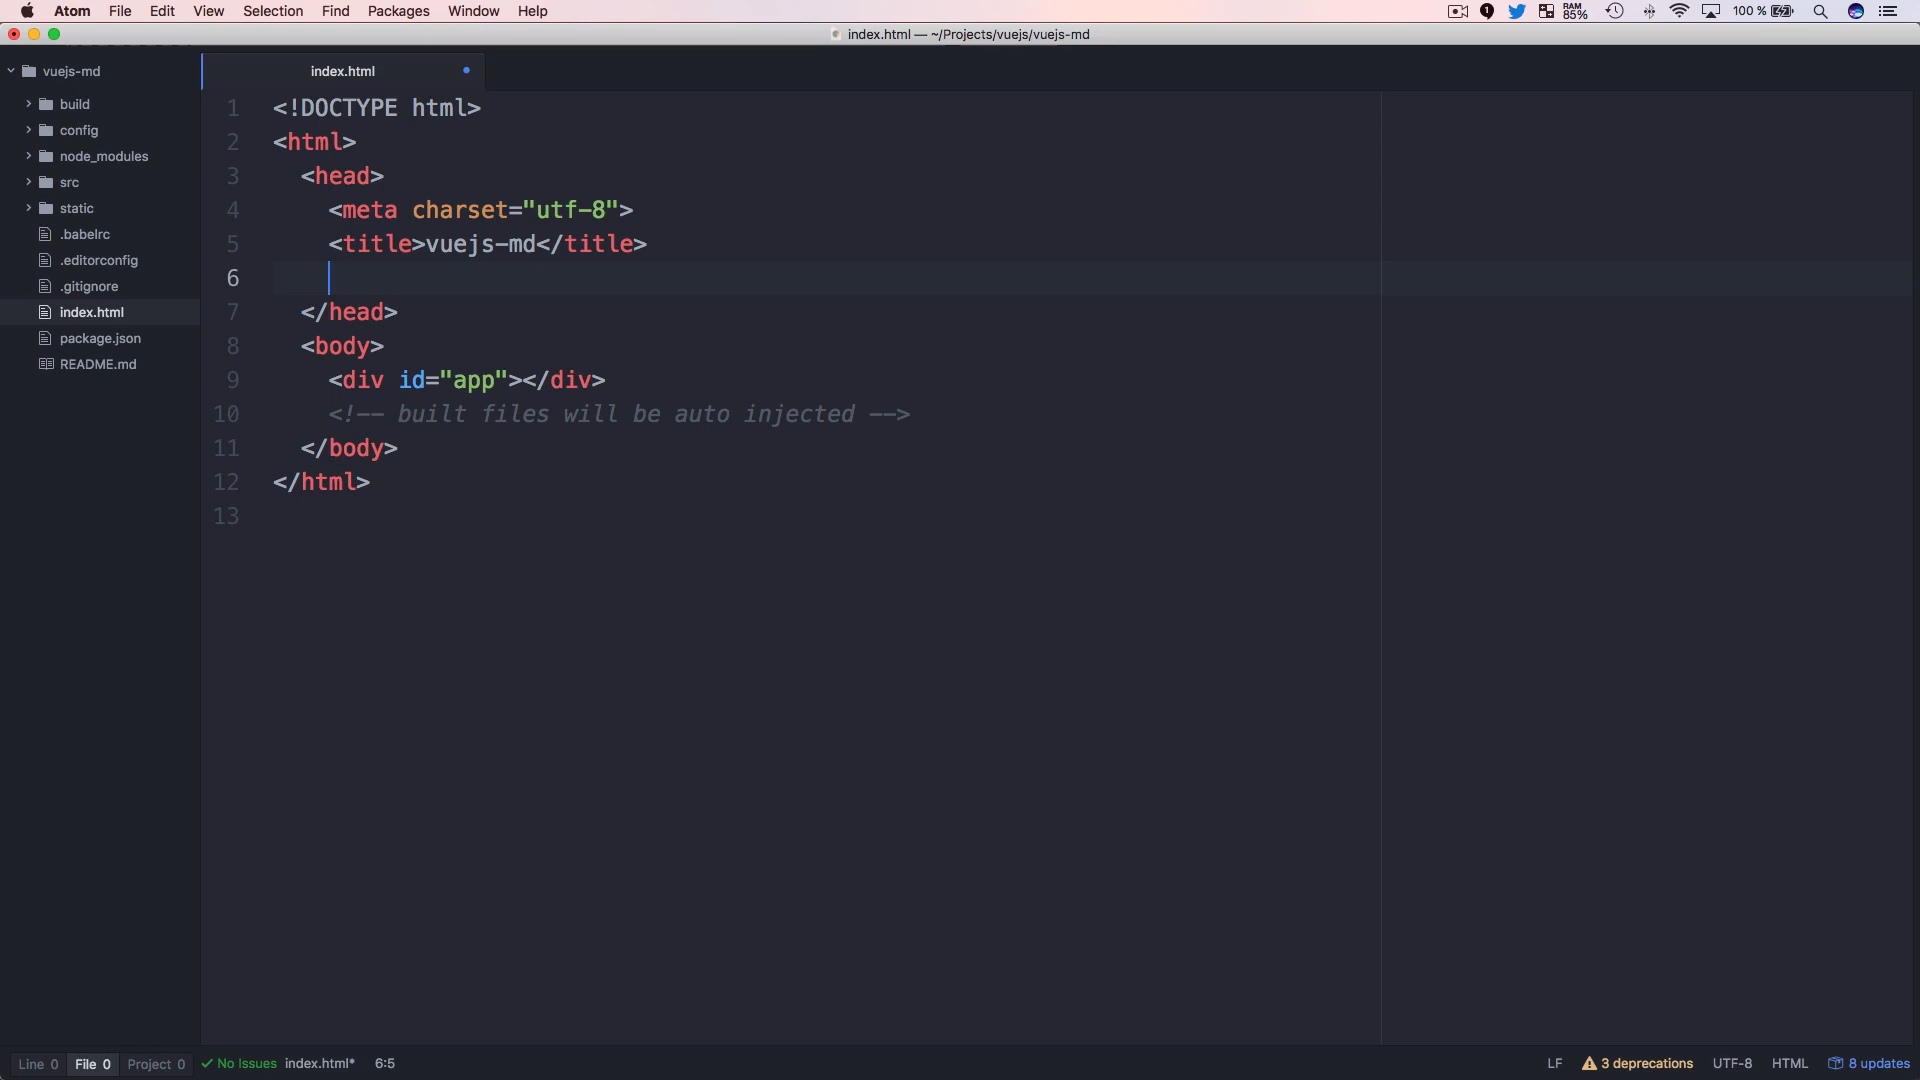 Atom File Edit View Selection Find Packages Window Help 1 RAM 85% 100 %
index.html — ~/Projects/vuejs/vuejs-md
vuejs-md
build
config
node_modules
src
static
.babelrc
.editorconfig
.gitignore
index.html
package.json
README.md
index.html
1 <!DOCTYPE html>
2 <html>
3 <head>
4 <meta charset="utf-8">
5 <title>vuejs-md</title>
6
7 </head>
8 <body>
9 <div id="app"></div>
10 <!-- built files will be auto injected -->
11 </body>
12 </html>
13
Line 0 File 0 Project 0 No Issues index.html* 6:5 LF 3 deprecations UTF-8 HTML 8 updates